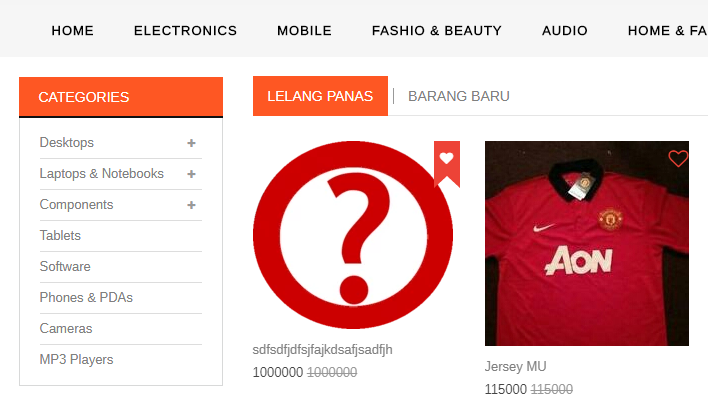 HOME ELECTRONICS MOBILE FASHIO & BEAUTY AUDIO HOME & FA
CATEGORIES
Desktops +
Laptops & Notebooks +
Components +
Tablets
Software
Phones & PDAs
Cameras
MP3 Players
LELANG PANAS | BARANG BARU
?
sdfsdfjdfsjfajkdsafjsadfjh
1000000 1000000
AON
Jersey MU
115000 115000